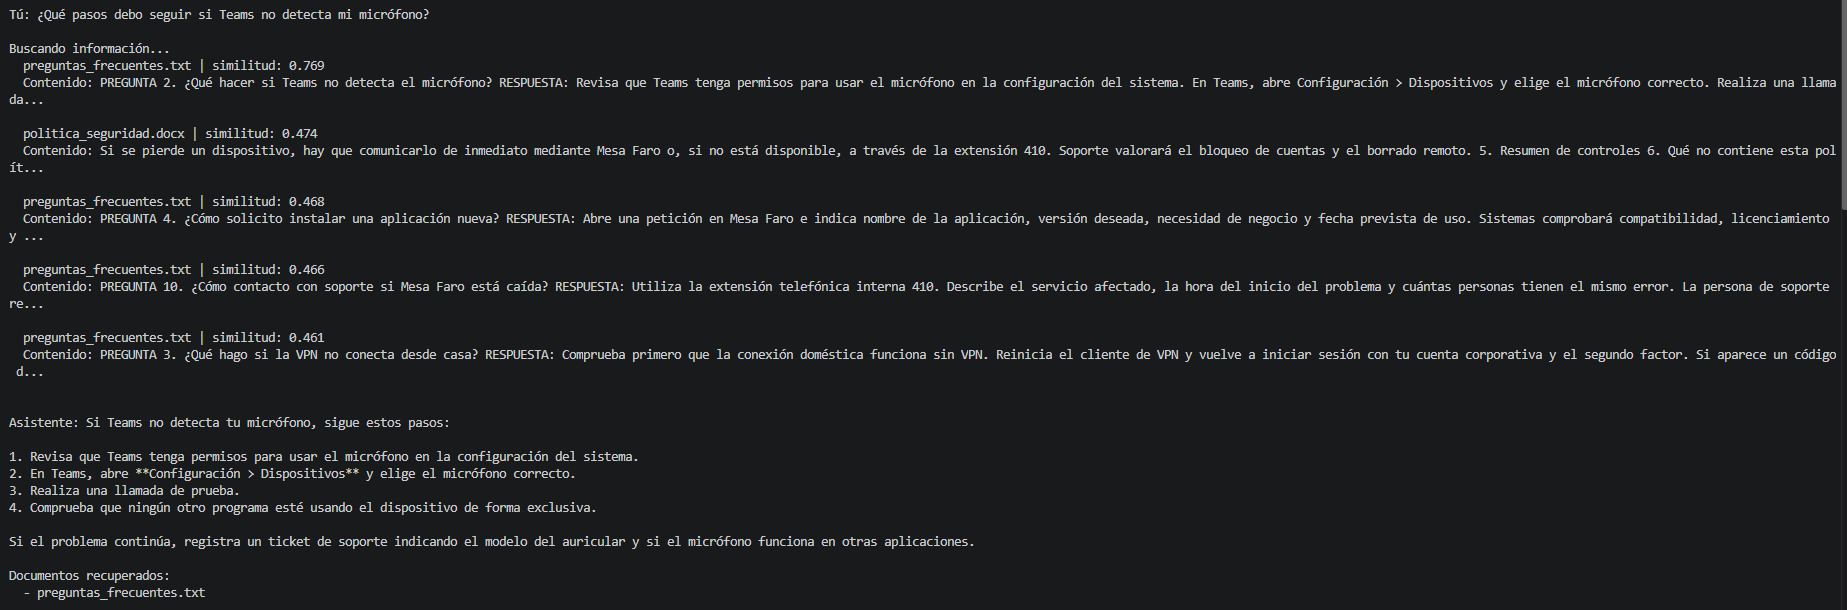 Tú: ¿Qué pasos debo seguir si Teams no detecta mi micrófono?
Buscando información...
preguntas_frecuentes.txt | similitud: 0.769
Contenido: PREGUNTA 2. ¿Qué hacer si Teams no detecta el micrófono? RESPUESTA: Revisa que Teams tenga permisos para usar el micrófono en la configuración del sistema. En Teams, abre Configuración > Dispositivos y elige el micrófono correcto. Realiza una llama
da...
politica_seguridad.docx | similitud: 0.474
Contenido: Si se pierde un dispositivo, hay que comunicarlo de inmediato mediante Mesa Faro o, si no está disponible, a través de la extensión 410. Soporte valorará el bloqueo de cuentas y el borrado remoto. 5. Resumen de controles 6. Qué no contiene esta pol
ít...
preguntas_frecuentes.txt | similitud: 0.468
Contenido: PREGUNTA 4. ¿Cómo solicito instalar una aplicación nueva? RESPUESTA: Abre una petición en Mesa Faro e indica nombre de la aplicación, versión deseada, necesidad de negocio y fecha prevista de uso. Sistemas comprobará compatibilidad, licenciamiento
y ...
preguntas_frecuentes.txt | similitud: 0.466
Contenido: PREGUNTA 10. ¿Cómo contacto con soporte si Mesa Faro está caída? RESPUESTA: Utiliza la extensión telefónica interna 410. Describe el servicio afectado, la hora del inicio del problema y cuántas personas tienen el mismo error. La persona de soporte
re...
preguntas_frecuentes.txt | similitud: 0.461
Contenido: PREGUNTA 3. ¿Qué hago si la VPN no conecta desde casa? RESPUESTA: Comprueba primero que la conexión doméstica funciona sin VPN. Reinicia el cliente de VPN y vuelve a iniciar sesión con tu cuenta corporativa y el segundo factor. Si aparece un código
d...
Asistente: Si Teams no detecta tu micrófono, sigue estos pasos:
1. Revisa que Teams tenga permisos para usar el micrófono en la configuración del sistema.
2. En Teams, abre **Configuración > Dispositivos** y elige el micrófono correcto.
3. Realiza una llamada de prueba.
4. Comprueba que ningún otro programa esté usando el dispositivo de forma exclusiva.
Si el problema continúa, registra un ticket de soporte indicando el modelo del auricular y si el micrófono funciona en otras aplicaciones.
Documentos recuperados:
- preguntas_frecuentes.txt